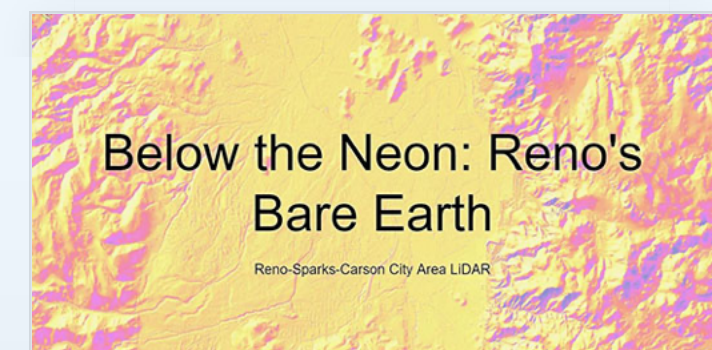 Below the Neon: Reno's
Bare Earth
Reno-Sparks-Carson City Area LiDAR